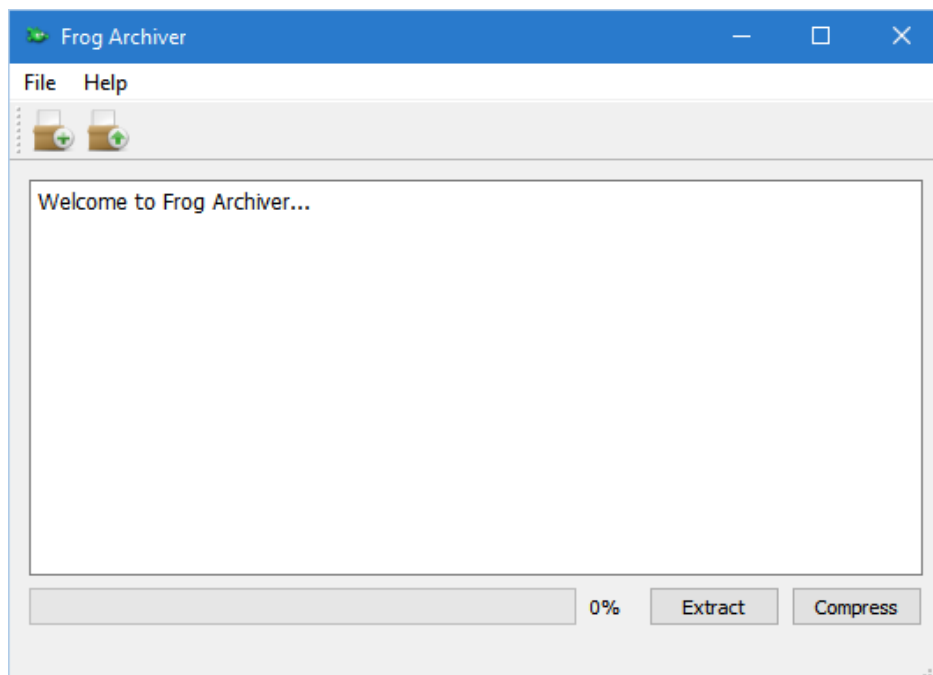 Frog Archiver
File Help
Welcome to Frog Archiver...
0% Extract Compress